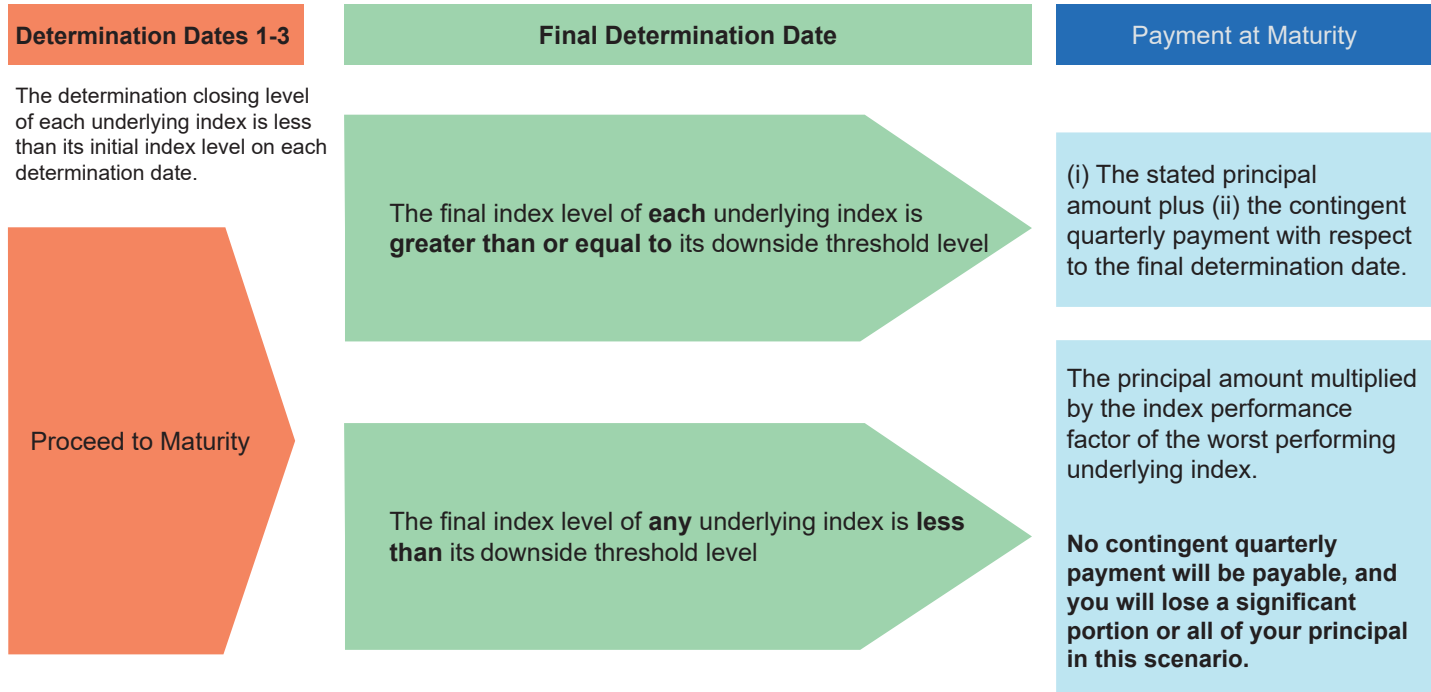 Determination Dates 1-3
Final Determination Date
Payment at Maturity
The determination closing level
of each underlying index is less
than its initial index level on each
determination date.
Proceed to Maturity
The final index level of each underlying index is
greater than or equal to its downside threshold level
(i) The stated principal
amount plus (ii) the contingent
quarterly payment with respect
to the final determination date.
The final index level of any underlying index is less
than its downside threshold level
The principal amount multiplied
by the index performance
factor of the worst performing
underlying index.
No contingent quarterly
payment will be payable, and
you will lose a significant
portion or all of your principal
in this scenario.